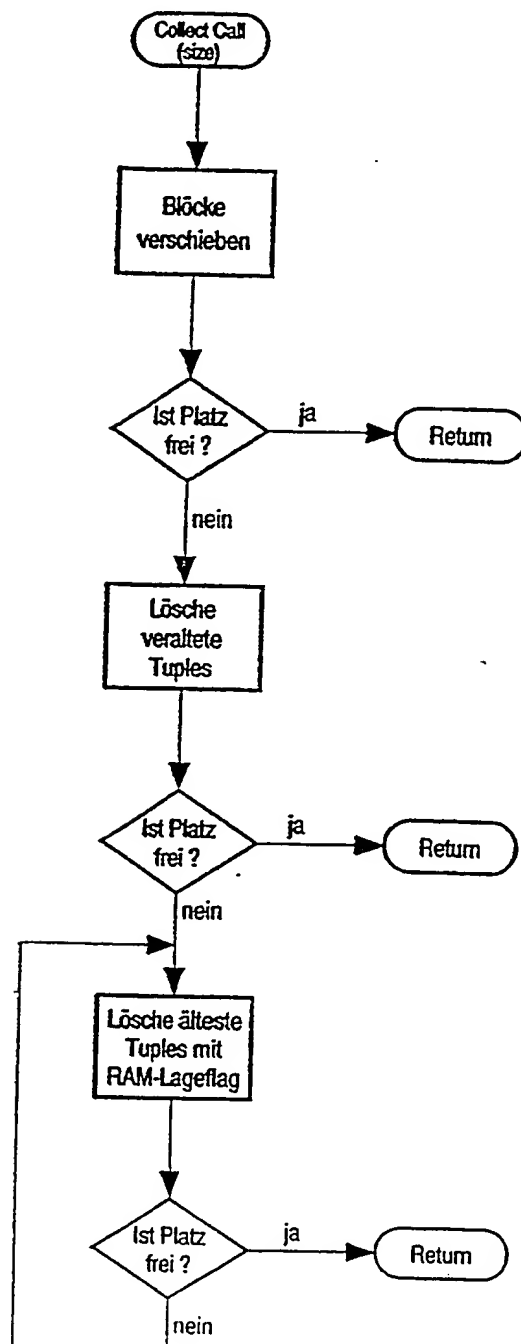 Collect Call
(size)
Blöcke
verschieben
Ist Platz
frei ?
ja
Return
nein
Lösche
veraltete
Tuples
Ist Platz
frei ?
ja
Return
nein
Lösche älteste
Tuples mit
RAM-Lageflag
Ist Platz
frei ?
ja
Return
nein